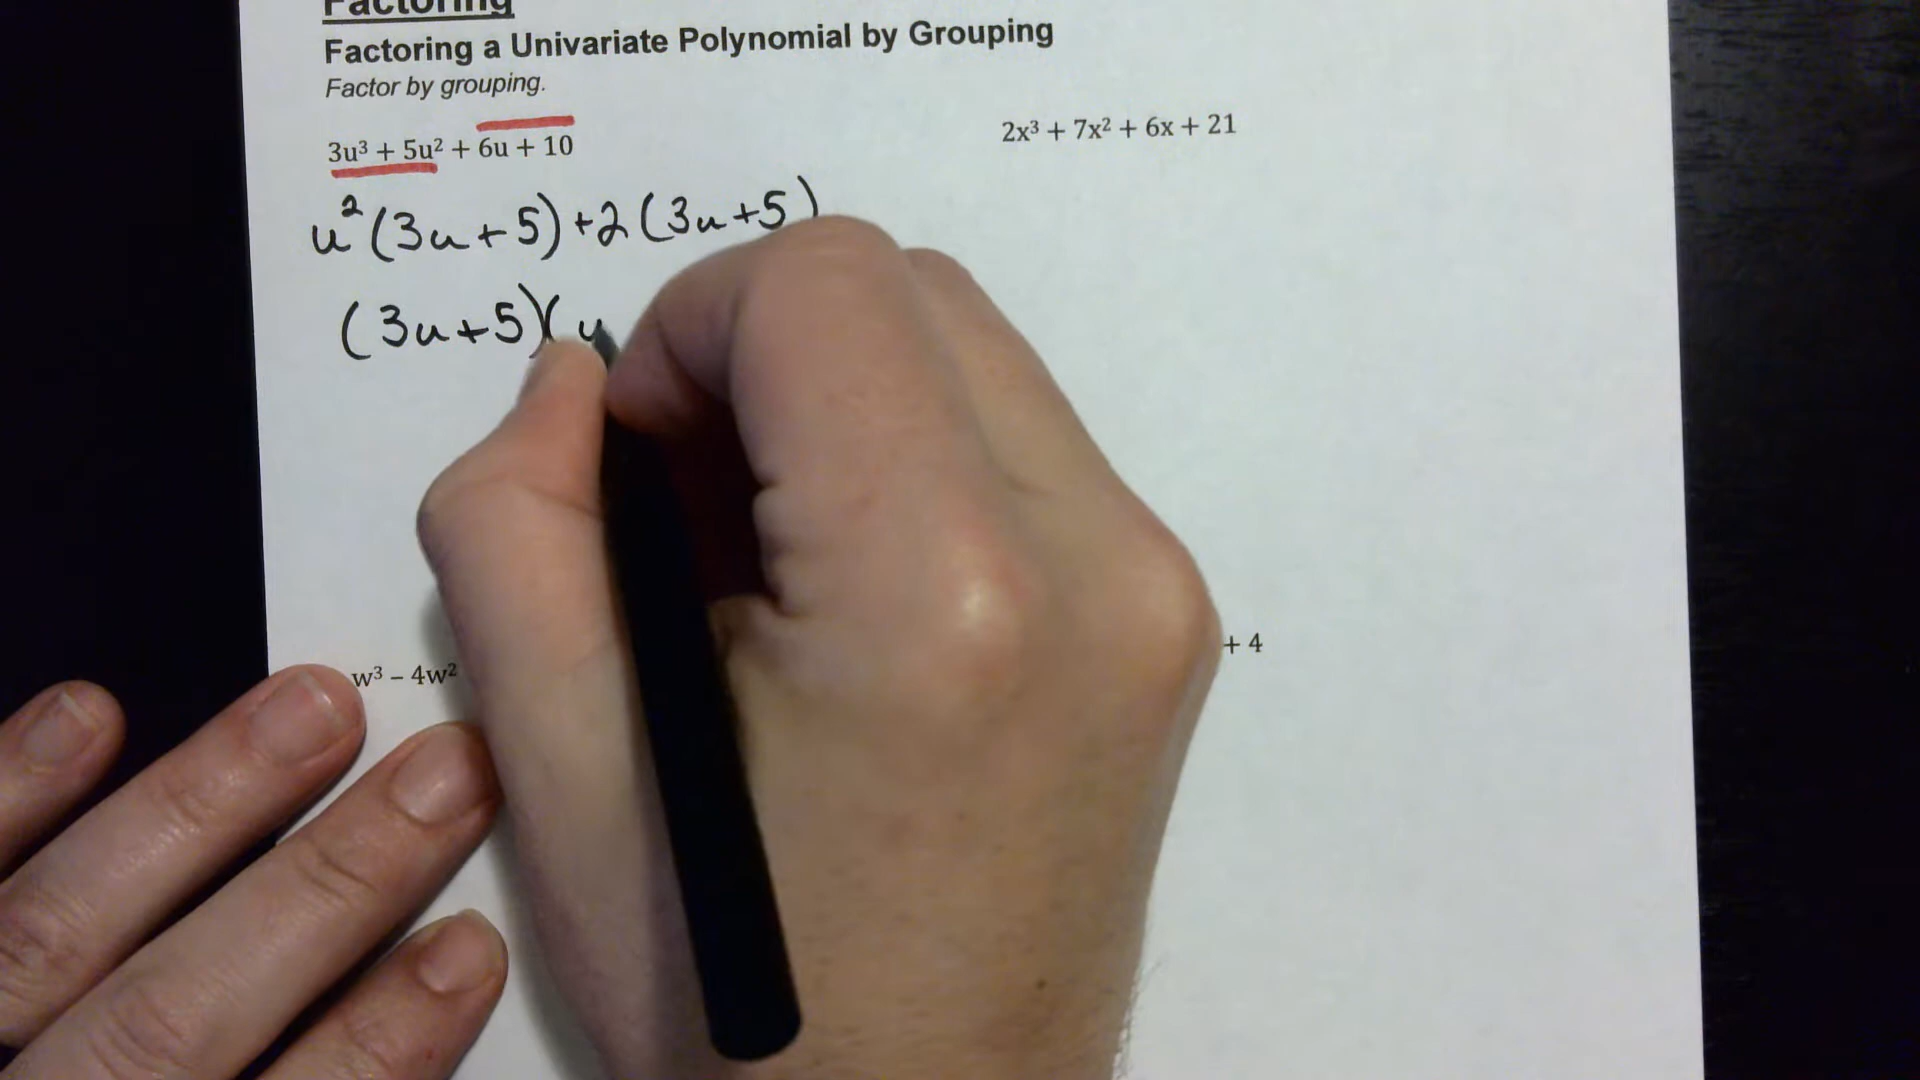 Factoring
Factoring a Univariate Polynomial by Grouping
Factor by grouping.
3u³ + 5u² + 6u + 10
u²(3u+5)+2(3u+5)
(3u+5)(u
2x³ + 7x² + 6x + 21
w³ – 4w²
+ 4